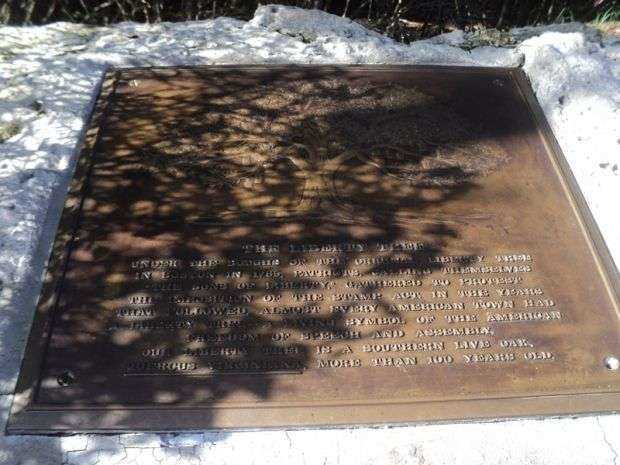 THE LIBERTY TREE
UNDER THE BOUGHS OF THE ORIGINAL LIBERTY TREE
IN BOSTON IN 1765, PATRIOTS, CALLING THEMSELVES
"THE SONS OF LIBERTY," GATHERED TO PROTEST
THE IMPOSITION OF THE STAMP ACT. IN THE YEARS
THAT FOLLOWED, ALMOST EVERY AMERICAN TOWN HAD
A LIBERTY TREE – A LIVING SYMBOL OF THE AMERICAN
FREEDOM OF SPEECH AND ASSEMBLY.
OUR LIBERTY TREE IS A SOUTHERN LIVE OAK,
QUERCUS VIRGINIANA, MORE THAN 100 YEARS OLD.